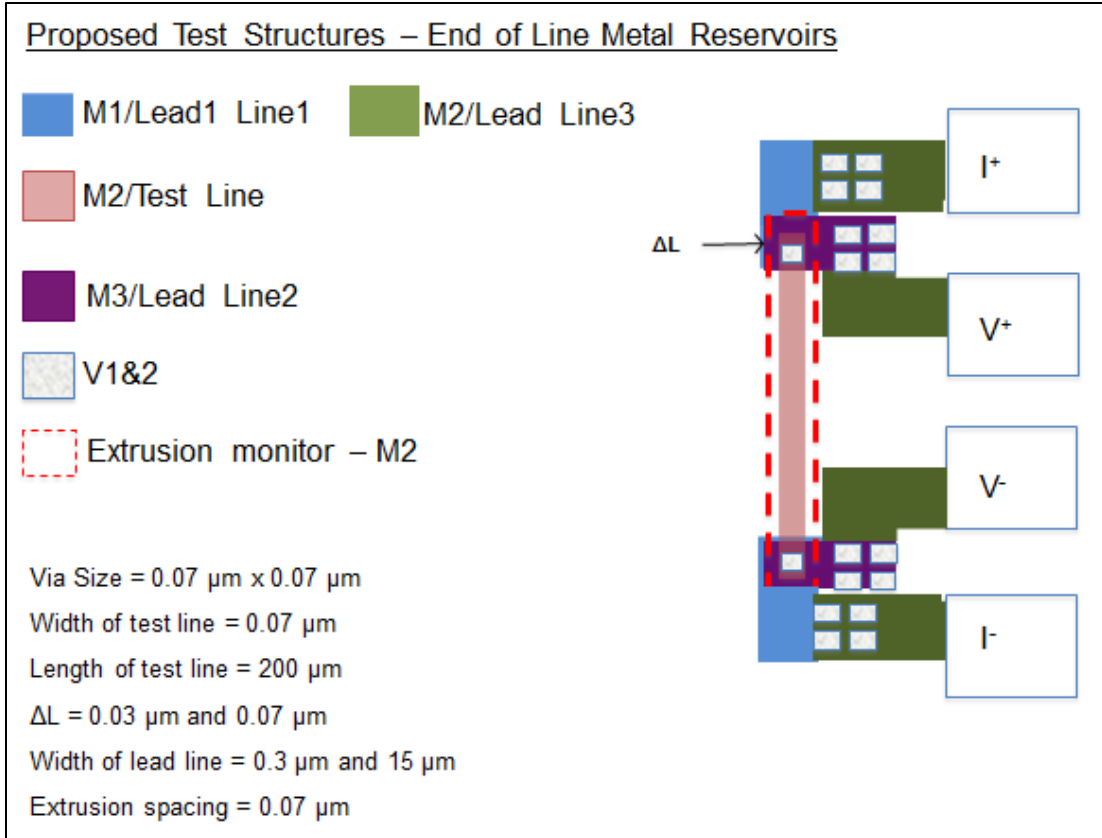 Proposed Test Structures – End of Line Metal Reservoirs
M1/Lead1 Line1
M2/Lead Line3
M2/Test Line
M3/Lead Line2
V1&2
Extrusion monitor – M2
Via Size = 0.07 µm x 0.07 µm
Width of test line = 0.07 µm
Length of test line = 200 µm
ΔL = 0.03 µm and 0.07 µm
Width of lead line = 0.3 µm and 15 µm
Extrusion spacing = 0.07 µm
I⁺
ΔL
V⁺
V⁻
I⁻